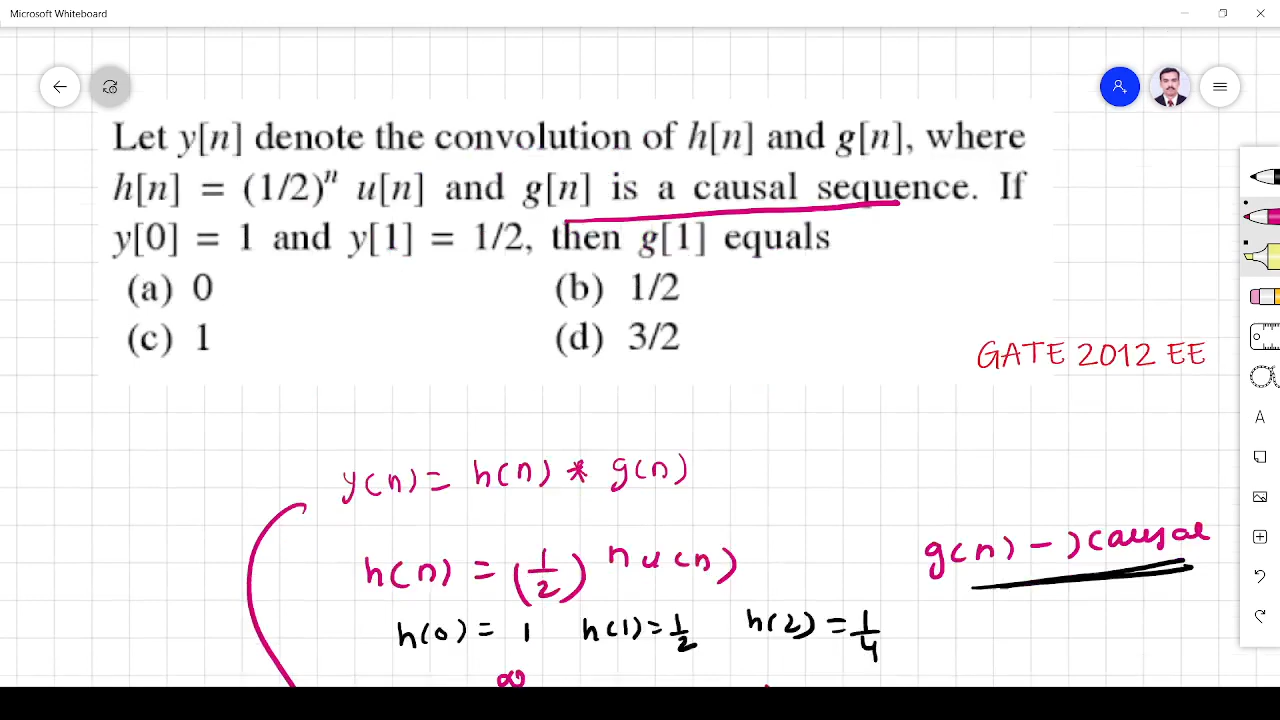 Microsoft Whiteboard
Let y[n] denote the convolution of h[n] and g[n], where
h[n] = (1/2)ⁿ u[n] and g[n] is a causal sequence. If
y[0] = 1 and y[1] = 1/2, then g[1] equals
(a) 0 (b) 1/2
(c) 1 (d) 3/2
GATE 2012 EE
y(n) = h(n) * g(n)
g(n) -) causal
h(n) = (1/2)ⁿ u(n)
h(0) = 1 h(1) = 1/2 h(2) = 1/4
∞